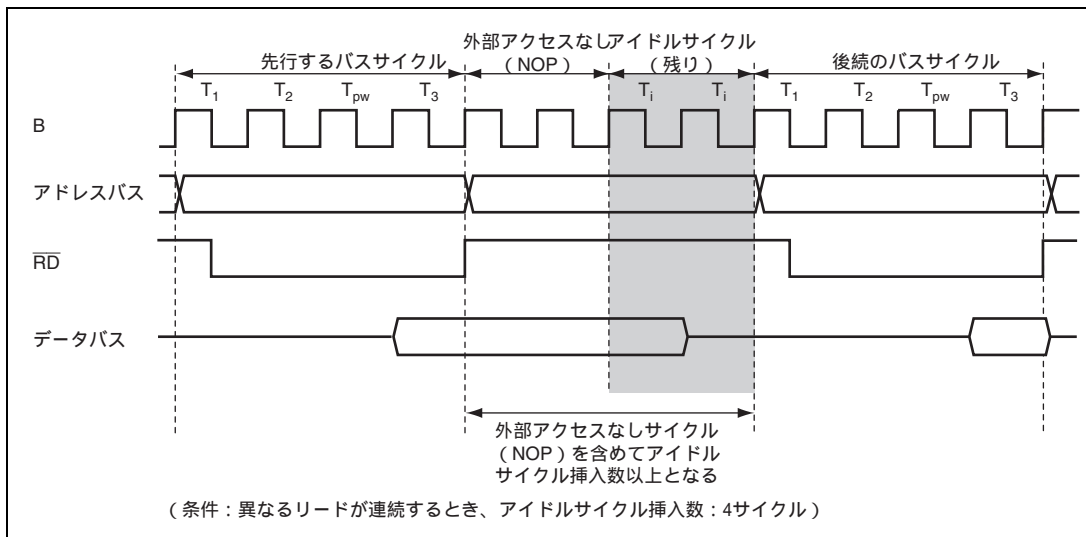 外部アクセスなし アイドルサイクル
先行するバスサイクル （NOP） （残り） 後続のバスサイクル
T1 T2 Tpw T3 Ti Ti T1 T2 Tpw T3
B
アドレスバス
RD
データバス
外部アクセスなしサイクル
（NOP）を含めてアイドル
サイクル挿入数以上となる
（条件：異なるリードが連続するとき、アイドルサイクル挿入数：4サイクル）